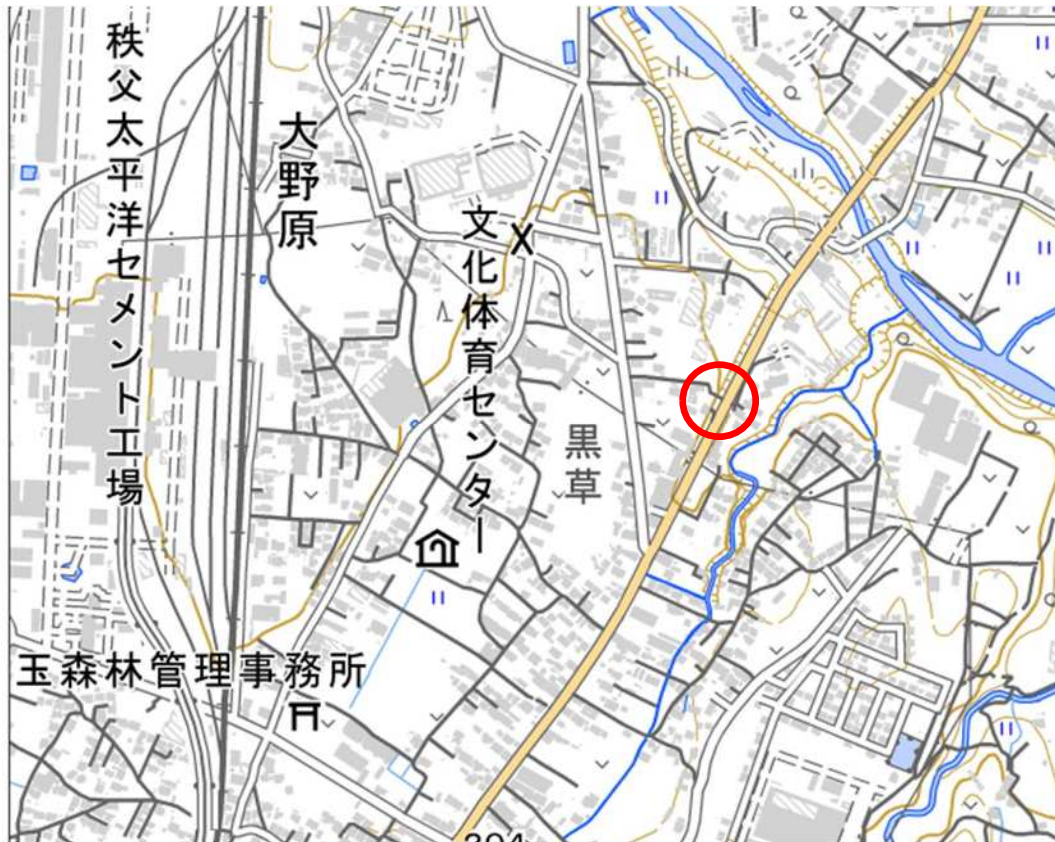 秩父太平洋セメント工場
大野原
文化体育センター
黒草
玉森林管理事務所